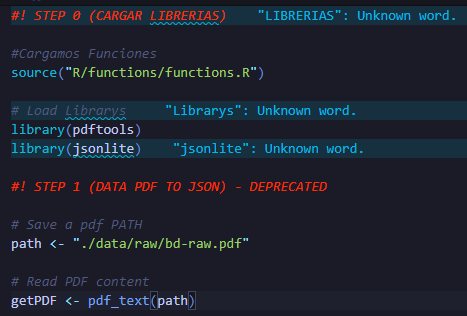 #! STEP 0 (CARGAR LIBRERIAS)    "LIBRERIAS": Unknown word.
#Cargamos Funciones
source("R/functions/functions.R")
# Load Librarys    "Librarys": Unknown word.
library(pdftools)
library(jsonlite)    "jsonlite": Unknown word.
#! STEP 1 (DATA PDF TO JSON) - DEPRECATED
# Save a pdf PATH
path <- "./data/raw/bd-raw.pdf"
# Read PDF content
getPDF <- pdf_text(path)